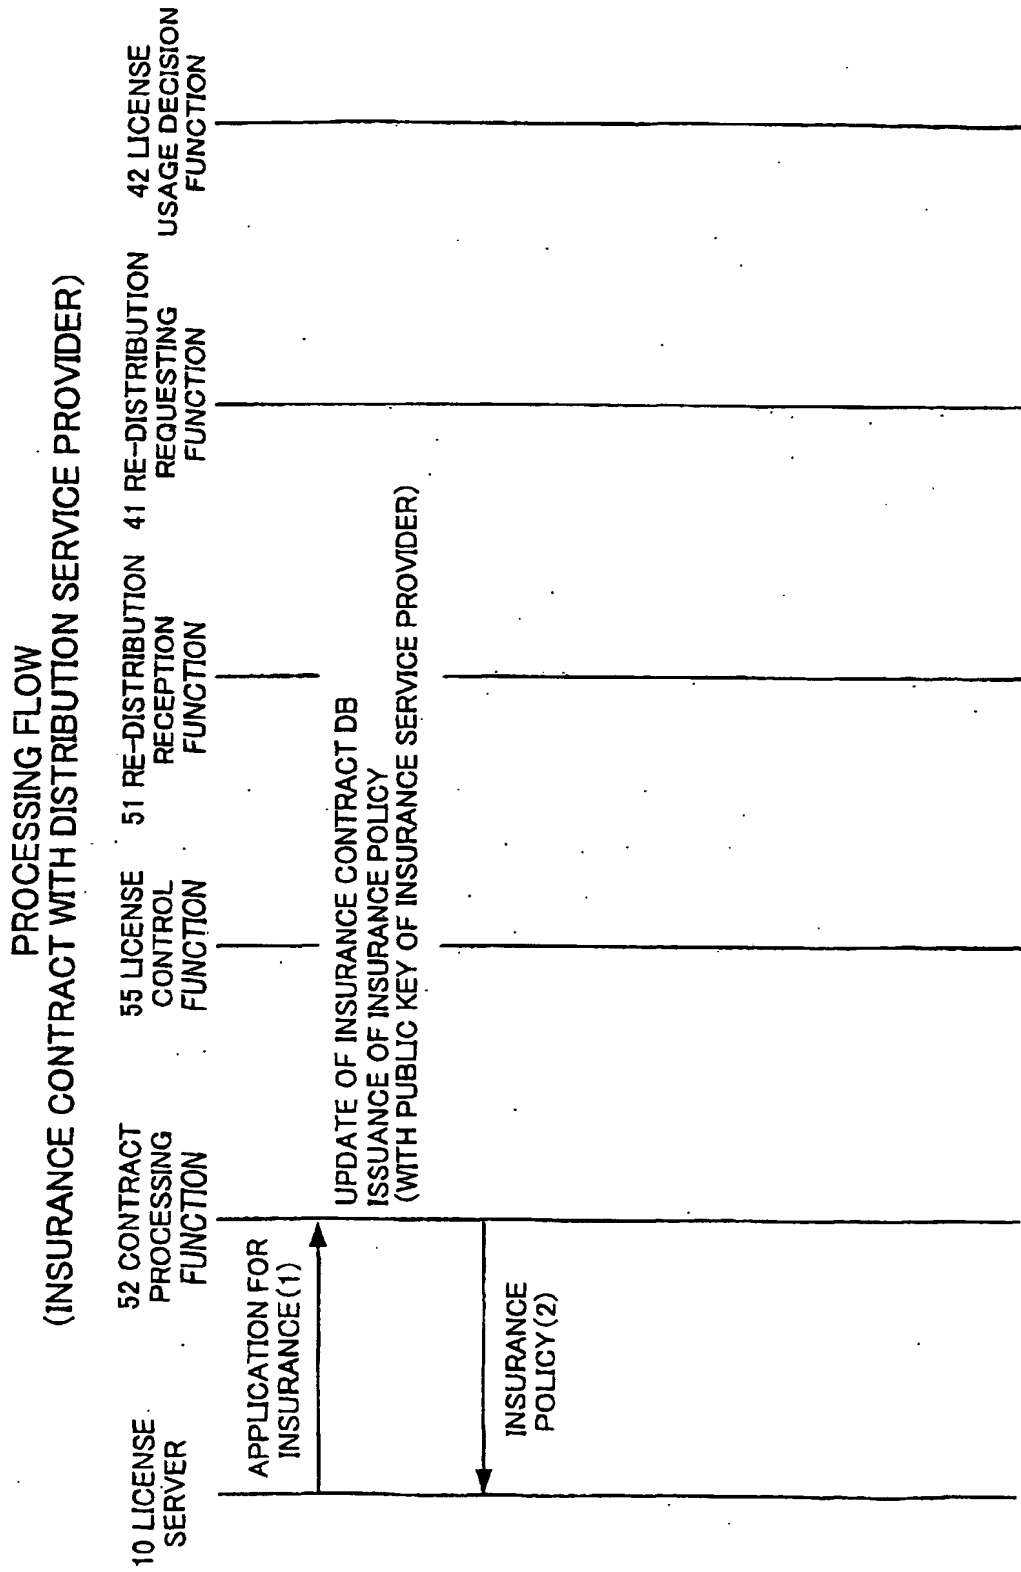 PROCESSING FLOW
(INSURANCE CONTRACT WITH DISTRIBUTION SERVICE PROVIDER)
10 LICENSE
SERVER
52 CONTRACT
PROCESSING
FUNCTION
55 LICENSE
CONTROL
FUNCTION
51 RE-DISTRIBUTION
RECEPTION
FUNCTION
41 RE-DISTRIBUTION
REQUESTING
FUNCTION
42 LICENSE
USAGE DECISION
FUNCTION
APPLICATION FOR
INSURANCE(1)
UPDATE OF INSURANCE CONTRACT DB
ISSUANCE OF INSURANCE POLICY
(WITH PUBLIC KEY OF INSURANCE SERVICE PROVIDER)
INSURANCE
POLICY(2)